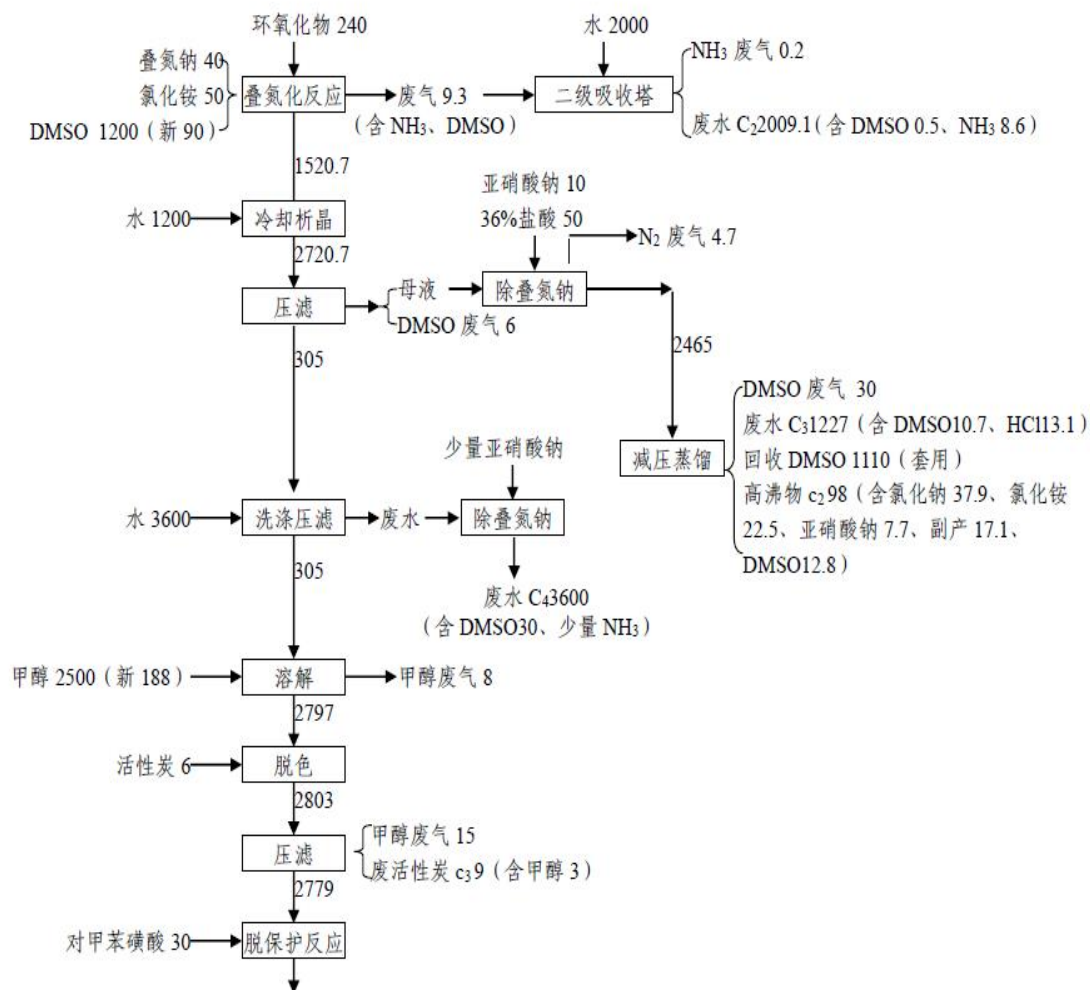 环氧化物 240
水 2000
叠氮钠 40
氯化铵 50
DMSO 1200（新 90）
叠氮化反应
废气 9.3
（含 NH₃、DMSO）
二级吸收塔
NH₃ 废气 0.2
废水 C₂2009.1（含 DMSO 0.5、NH₃ 8.6）
1520.7
水 1200
冷却析晶
2720.7
亚硝酸钠 10
36%盐酸 50
N₂ 废气 4.7
压滤
母液
DMSO 废气 6
除叠氮钠
2465
305
减压蒸馏
DMSO 废气 30
废水 C₃1227（含 DMSO10.7、HCl13.1）
回收 DMSO 1110（套用）
高沸物 c₂98（含氯化钠 37.9、氯化铵
22.5、亚硝酸钠 7.7、副产 17.1、
DMSO12.8）
少量亚硝酸钠
水 3600
洗涤压滤
废水
除叠氮钠
305
废水 C₄3600
（含 DMSO30、少量 NH₃）
甲醇 2500（新 188）
溶解
甲醇废气 8
2797
活性炭 6
脱色
2803
压滤
甲醇废气 15
废活性炭 c₃9（含甲醇 3）
2779
对甲苯磺酸 30
脱保护反应